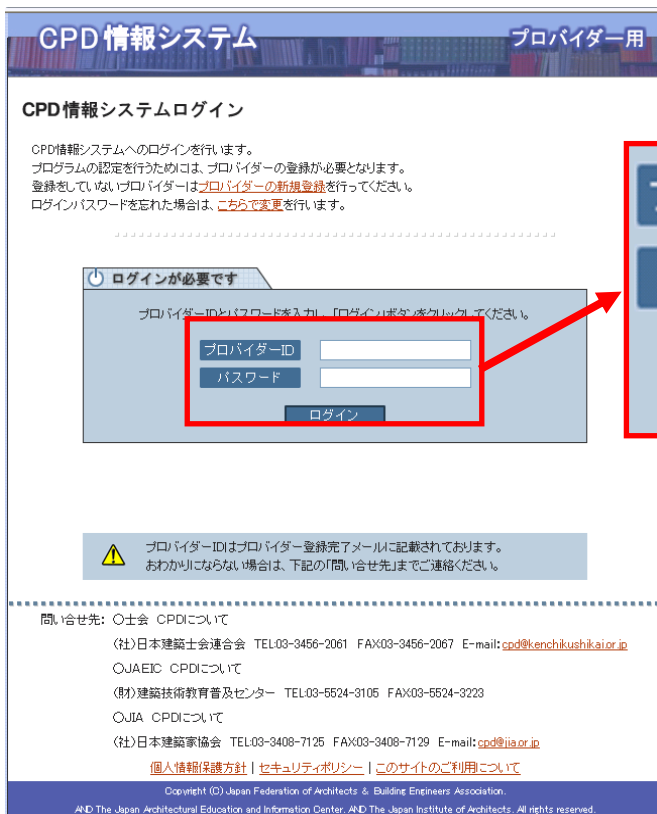 CPD情報システム
プロバイダー用
CPD情報システムログイン
CPD情報システムへのログインを行います。
プログラムの認定を行うためには、プロバイダーの登録が必要となります。
登録をしていないプロバイダーはプロバイダーの新規登録を行ってください。
ログインパスワードを忘れた場合は、こちらで変更を行います。
ログインが必要です
プロバイダーIDとパスワードを入力し、「ログイン」ボタンをクリックしてください。
プロバイダーID
パスワード
ログイン
プロバイダーIDはプロバイダー登録完了メールに記載されております。
おわかりにならない場合は、下記の「問い合せ先」までご連絡ください。
問い合せ先: ○士会 CPDについて
(社)日本建築士会連合会 TEL:03-3456-2061 FAX:03-3456-2067 E-mail:cpd@kenchikushikai.or.jp
○JAEIC CPDについて
(財)建築技術教育普及センター TEL:03-5524-3105 FAX:03-5524-3223
○JIA CPDについて
(社)日本建築家協会 TEL:03-3408-7125 FAX:03-3408-7129 E-mail:cpd@jia.or.jp
個人情報保護方針 | セキュリティポリシー | このサイトのご利用について
Copyright (C) Japan Federation of Architects & Building Engineers Association.
AND The Japan Architectural Education and Information Center. AND The Japan Institute of Architects. All rights reserved.